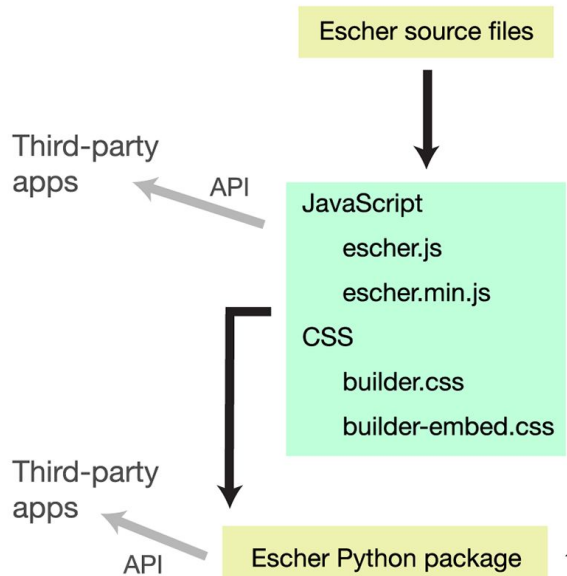 Escher source files
Third-party
apps
API
JavaScript
escher.js
escher.min.js
CSS
builder.css
builder-embed.css
Third-party
apps
API
Escher Python package